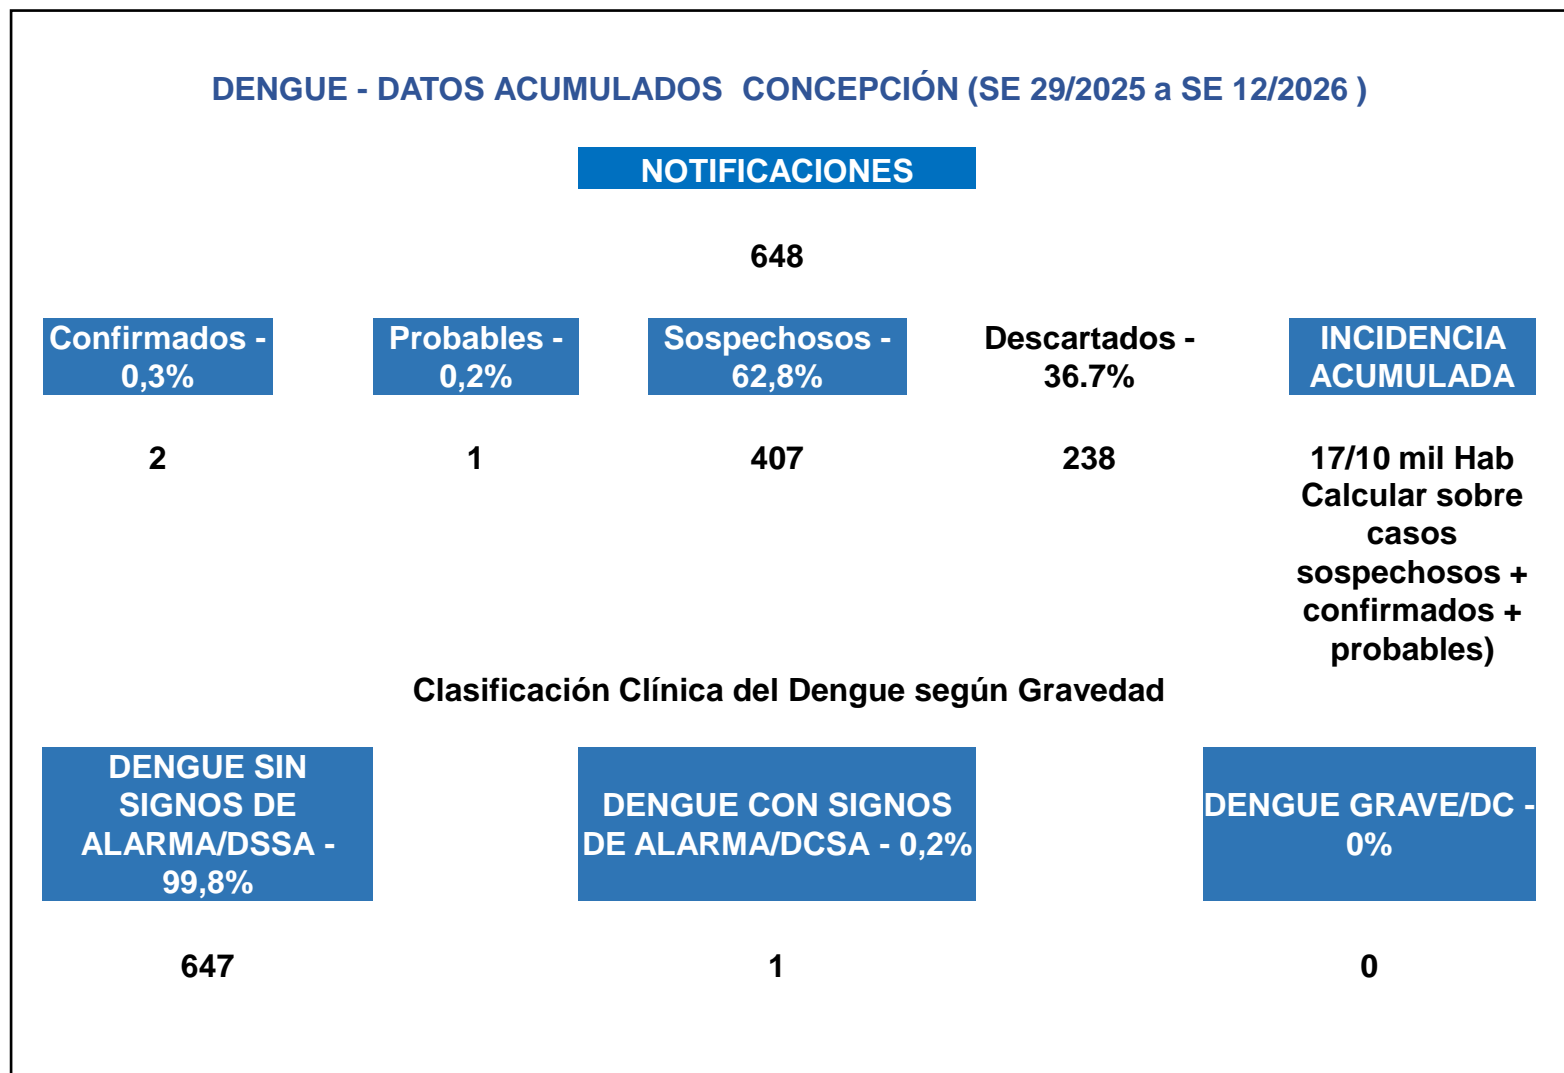 DENGUE - DATOS ACUMULADOS CONCEPCIÓN (SE 29/2025 a SE 12/2026 )
NOTIFICACIONES
648
Confirmados -
0,3%
2
Probables -
0,2%
1
Sospechosos -
62,8%
407
Descartados -
36.7%
238
INCIDENCIA
ACUMULADA
17/10 mil Hab
Calcular sobre
casos
sospechosos +
confirmados +
probables)
Clasificación Clínica del Dengue según Gravedad
DENGUE SIN
SIGNOS DE
ALARMA/DSSA -
99,8%
647
DENGUE CON SIGNOS
DE ALARMA/DCSA - 0,2%
1
DENGUE GRAVE/DC -
0%
0